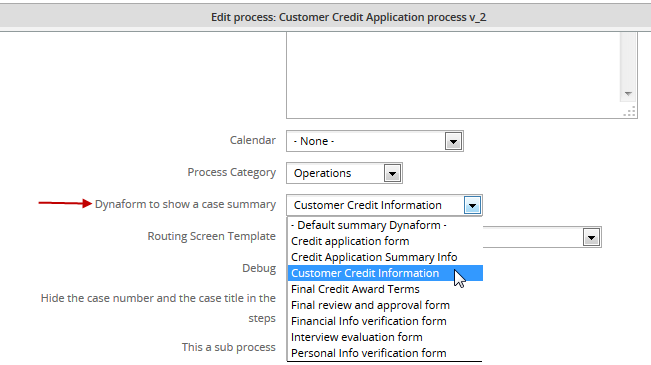 Edit process: Customer Credit Application process v_2
Calendar
- None -
Process Category
Operations
Dynaform to show a case summary
Customer Credit Information
- Default summary Dynaform -
Credit application form
Credit Application Summary Info
Customer Credit Information
Final Credit Award Terms
Final review and approval form
Financial Info verification form
Interview evaluation form
Personal Info verification form
Routing Screen Template
Debug
Hide the case number and the case title in the
steps
This a sub process